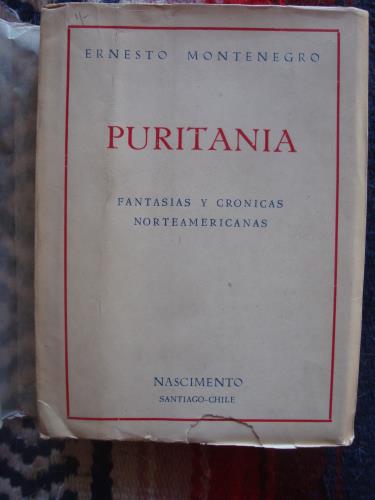 ERNESTO MONTENEGRO
PURITANIA
FANTASIAS Y CRONICAS
NORTEAMERICANAS
NASCIMENTO
SANTIAGO-CHILE